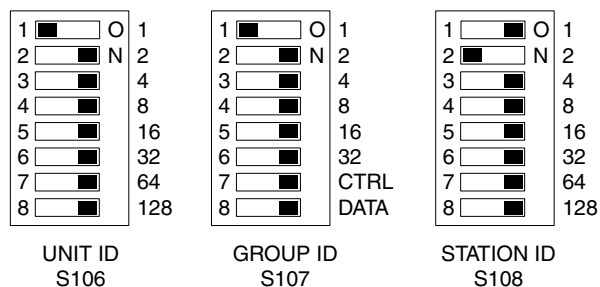 1 O 1
2 N 2
3 4
4 8
5 16
6 32
7 64
8 128
UNIT ID
S106
1 O 1
2 N 2
3 4
4 8
5 16
6 32
7 CTRL
8 DATA
GROUP ID
S107
1 O 1
2 N 2
3 4
4 8
5 16
6 32
7 64
8 128
STATION ID
S108